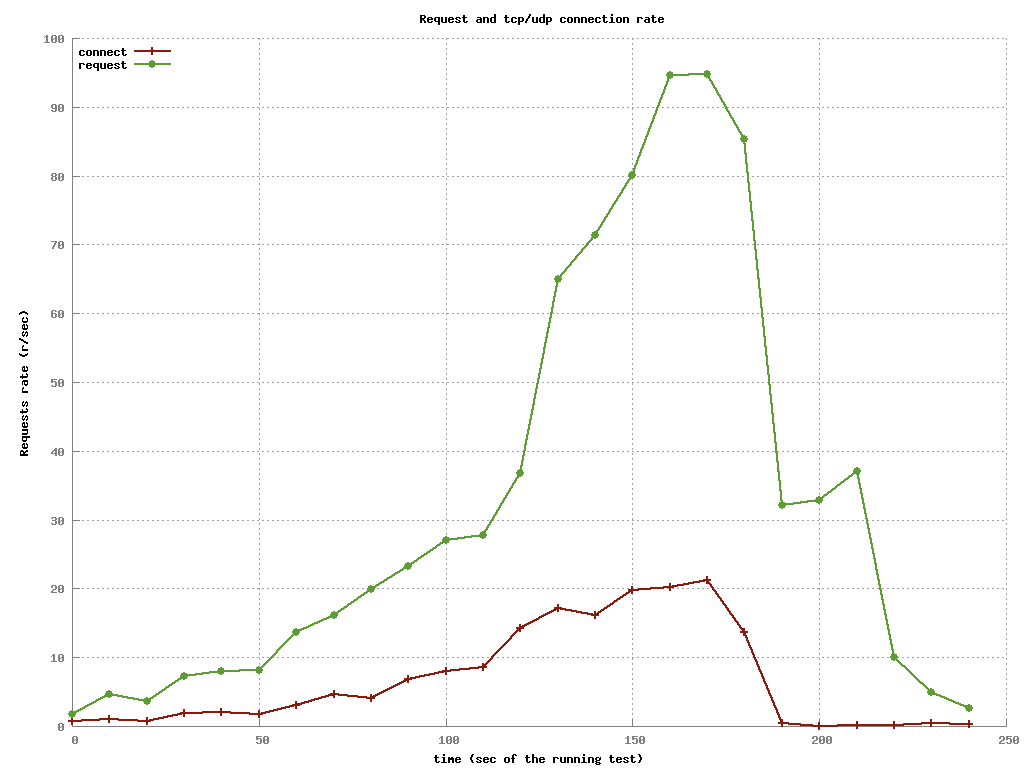 Request and tcp/udp connection rate
connect
request
100
90
80
70
60
50
40
30
20
10
0
Requests rate (r/sec)
0 50 100 150 200 250
time (sec of the running test)